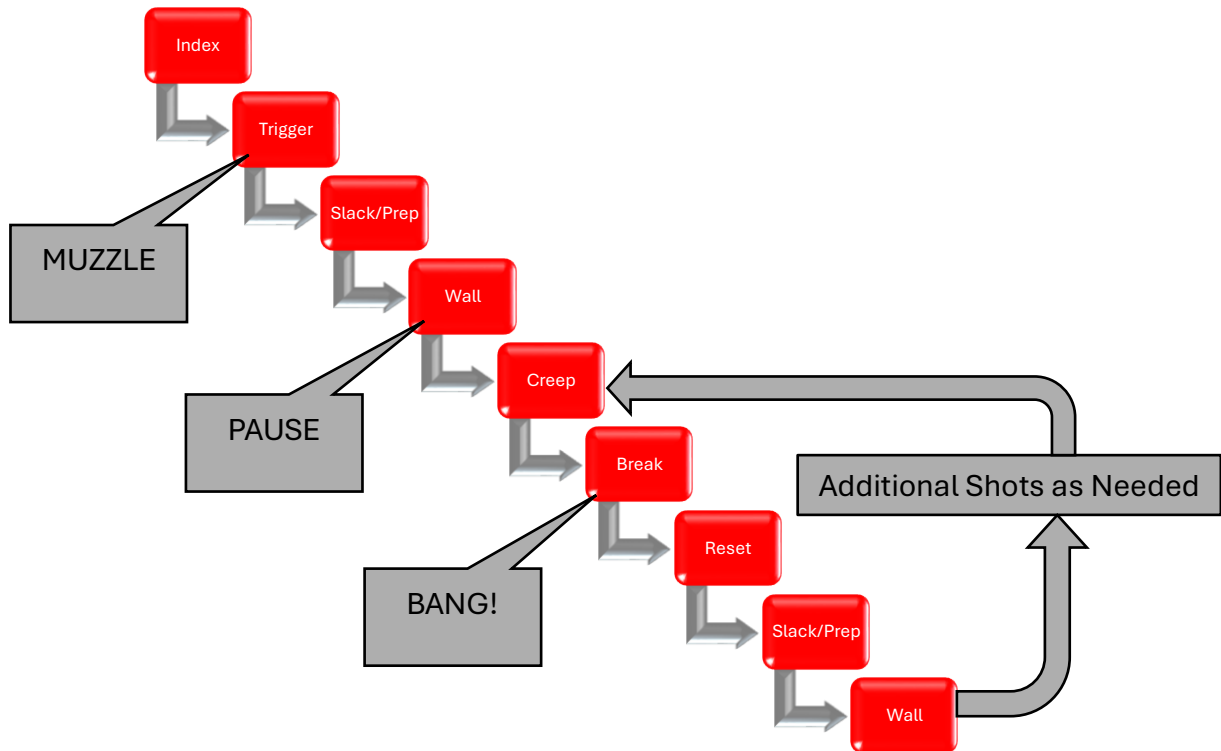 Index
Trigger
MUZZLE
Slack/Prep
Wall
PAUSE
Creep
Break
BANG!
Additional Shots as Needed
Reset
Slack/Prep
Wall